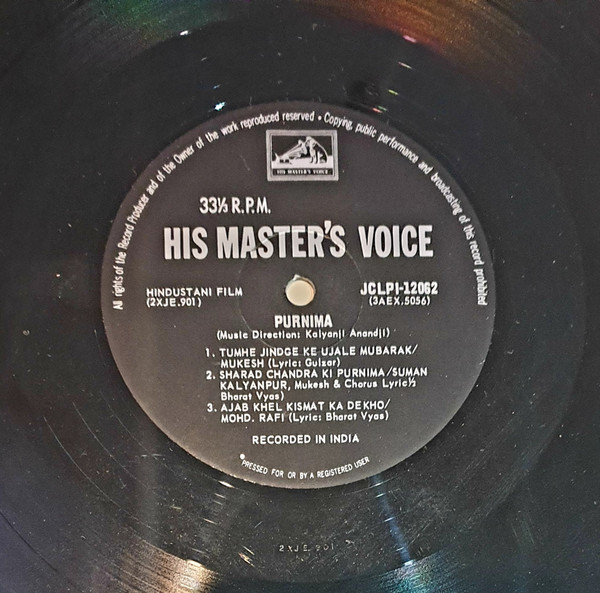 All rights of the Record Producer and of the Owner of the work reproduced reserved • Copying, public performance and broadcasting of this record prohibited
HIS MASTER'S VOICE
33⅓ R.P.M.
HIS MASTER'S VOICE
HINDUSTANI FILM
(2XJE.901)
JCLPI-12062
(3AEX.5056)
PURNIMA
(Music Direction: Kalyanji Anandji)
1. TUMHE JINDGE KE UJALE MUBARAK/
MUKESH (Lyric: Gulzar)
2. SHARAD CHANDRA KI PURNIMA/SUMAN
KALYANPUR, Mukesh & Chorus Lyric½
Bharat Vyas)
3. AJAB KHEL KISMAT KA DEKHO/
MOHD. RAFI (Lyric: Bharat Vyas)
RECORDED IN INDIA
PRESSED FOR OR BY A REGISTERED USER
2XJE 901